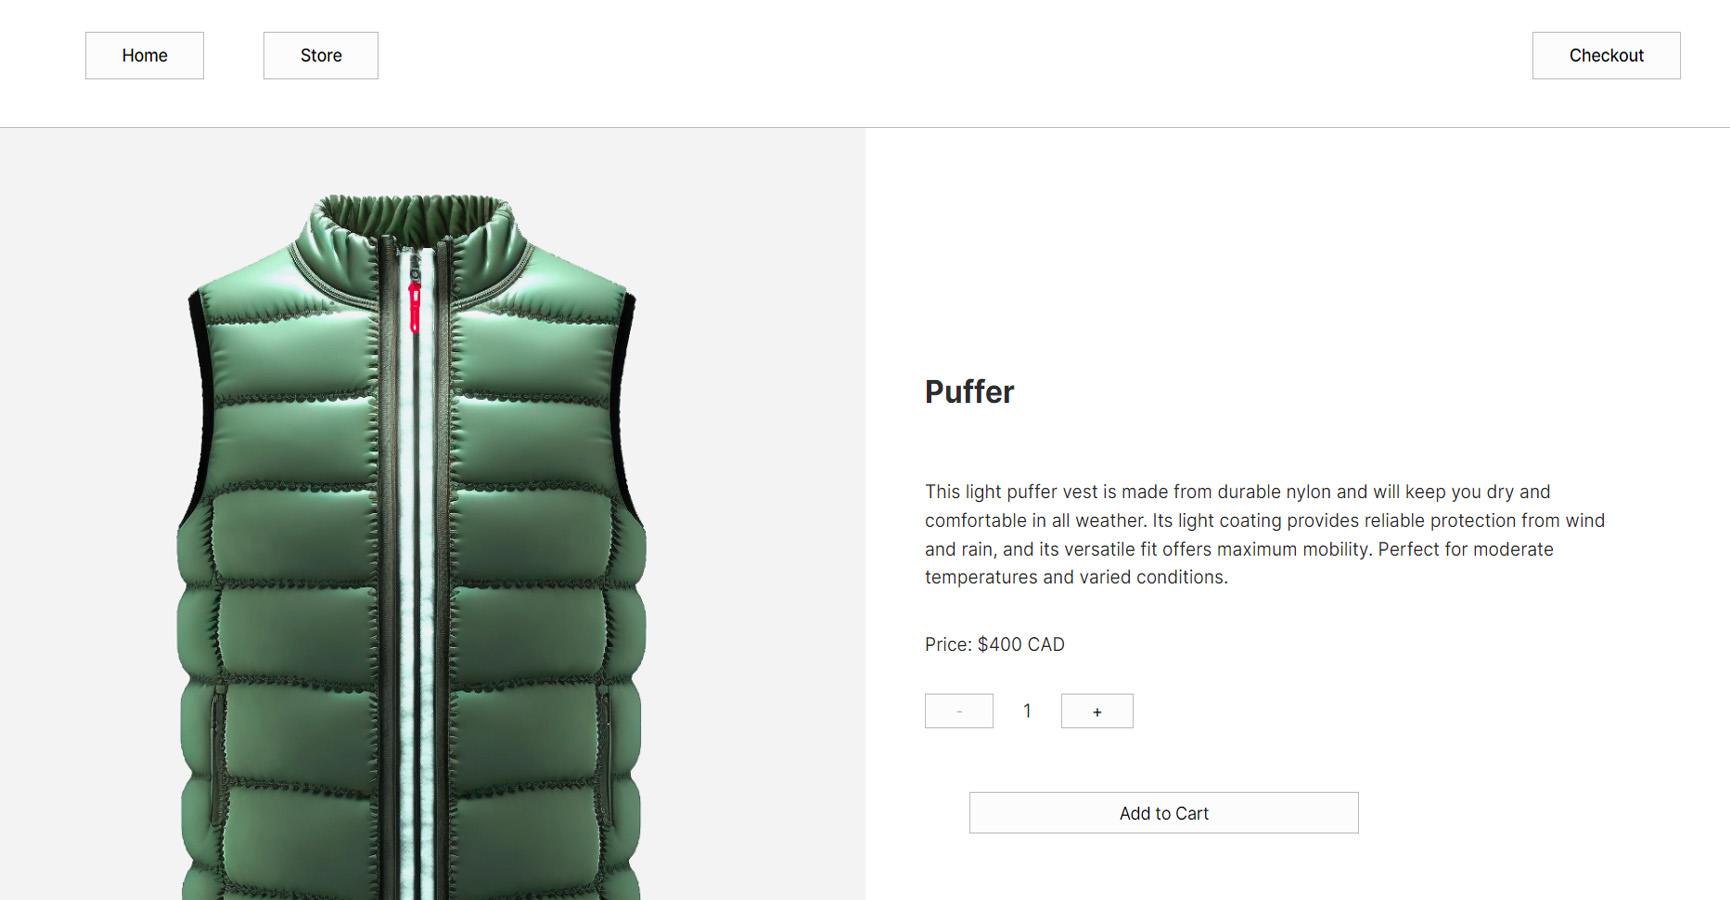 Home
Store
Checkout
Puffer
This light puffer vest is made from durable nylon and will keep you dry and
comfortable in all weather. Its light coating provides reliable protection from wind
and rain, and its versatile fit offers maximum mobility. Perfect for moderate
temperatures and varied conditions.
Price: $400 CAD
- 1 +
Add to Cart